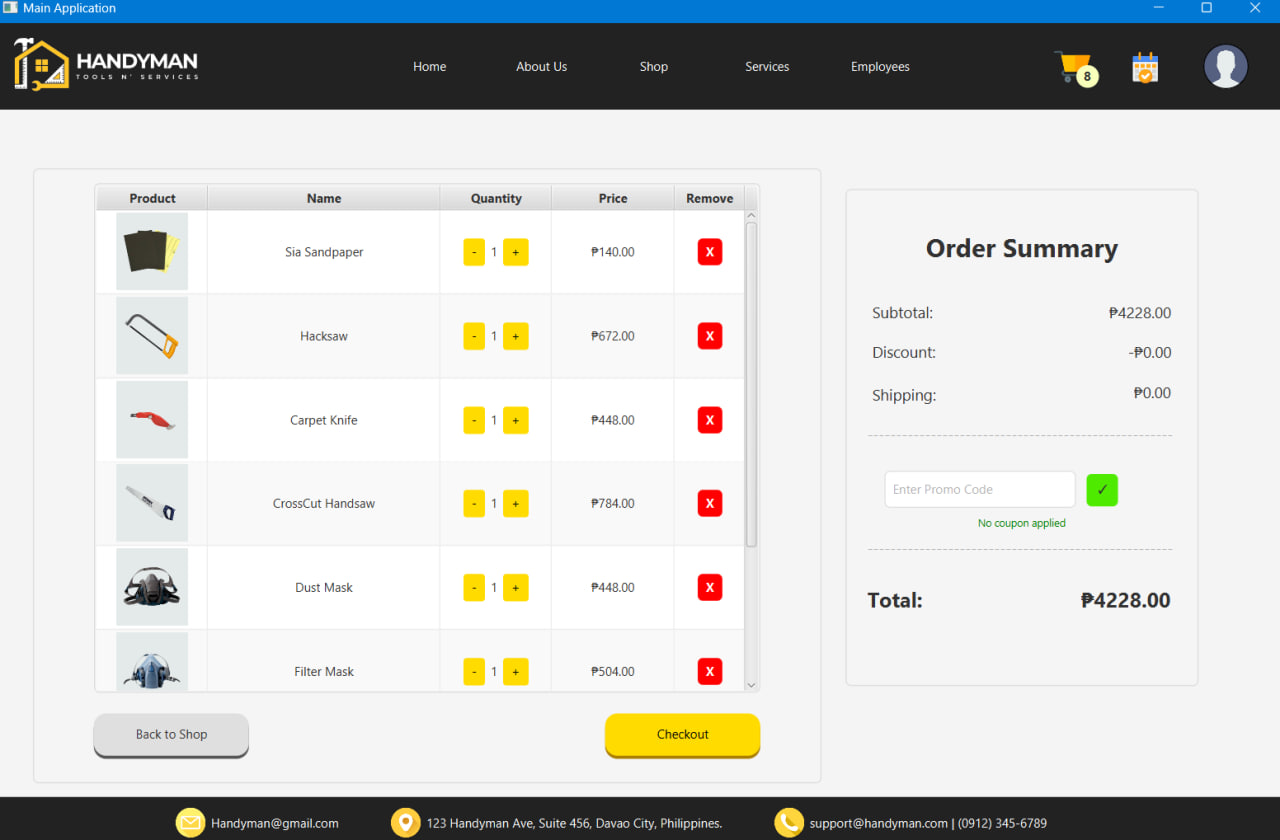 Main Application
HANDYMAN
TOOLS N' SERVICES
Home About Us Shop Services Employees
8
Product Name Quantity Price Remove
Sia Sandpaper - 1 + ₱140.00 X
Hacksaw - 1 + ₱672.00 X
Carpet Knife - 1 + ₱448.00 X
CrossCut Handsaw - 1 + ₱784.00 X
Dust Mask - 1 + ₱448.00 X
Filter Mask - 1 + ₱504.00 X
Back to Shop Checkout
Order Summary
Subtotal: ₱4228.00
Discount: -₱0.00
Shipping: ₱0.00
Enter Promo Code ✓
No coupon applied
Total: ₱4228.00
Handyman@gmail.com 123 Handyman Ave, Suite 456, Davao City, Philippines. support@handyman.com | (0912) 345-6789